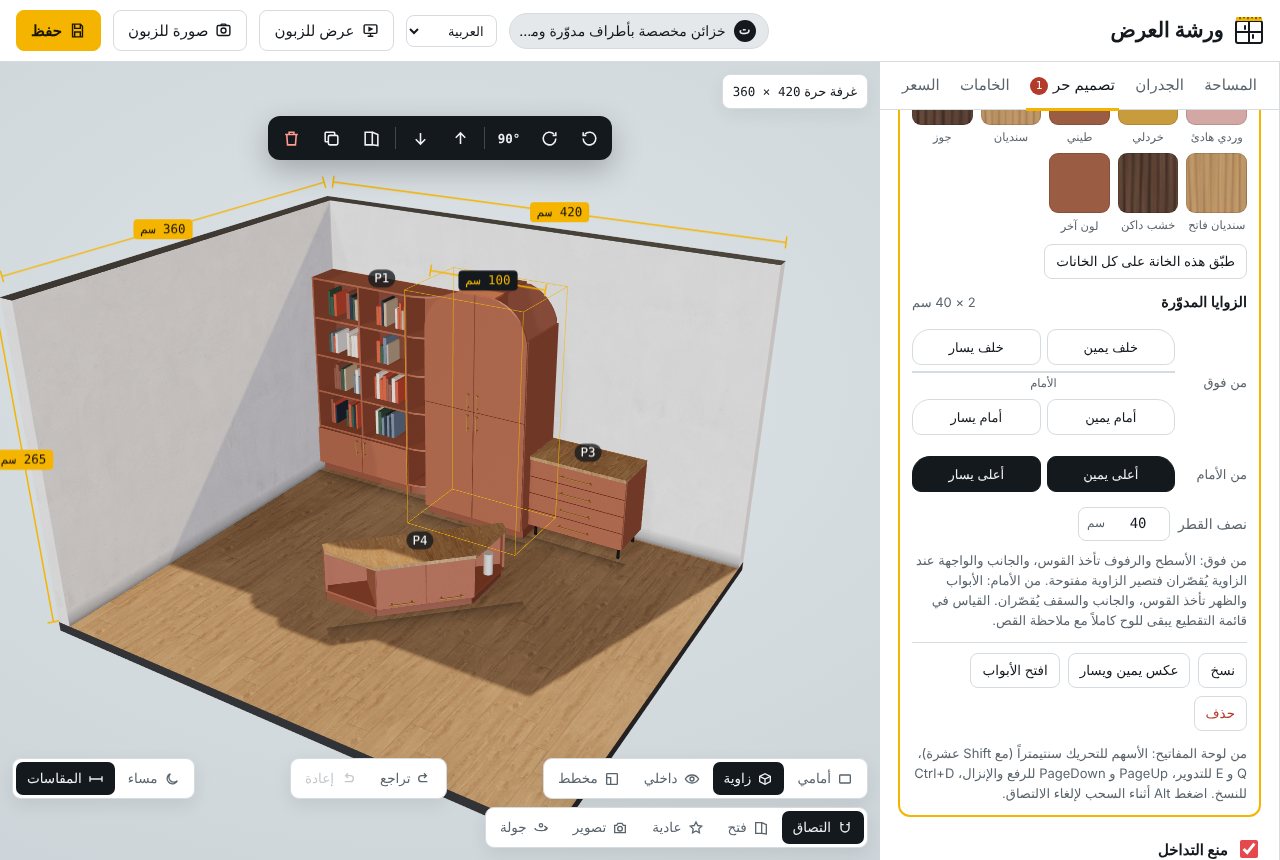 ورشة العرض
ت
خزائن مخصصة بأطراف مدوّرة ومـ...
العربية
عرض للزبون
صورة للزبون
حفظ
المساحة
الجدران
تصميم حر 1
الخامات
السعر
وردي هادئ
خردلي
طيني
سنديان
جوز
سنديان فاتح
خشب داكن
لون آخر
طبّق هذه الخانة على كل الخانات
الزوايا المدوّرة
2 × 40 سم
من فوق
خلف يمين
خلف يسار
الأمام
أمام يمين
أمام يسار
من الأمام
أعلى يمين
أعلى يسار
نصف القطر
40 سم
من فوق: الأسطح والرفوف تأخذ القوس، والجانب والواجهة عند
الزاوية يُقصّران فتصير الزاوية مفتوحة. من الأمام: الأبواب
والظهر تأخذ القوس، والجانب والسقف يُقصّران. القياس في
قائمة التقطيع يبقى للوح كاملاً مع ملاحظة القص.
نسخ
عكس يمين ويسار
افتح الأبواب
حذف
من لوحة المفاتيح: الأسهم للتحريك سنتيمتراً (مع Shift عشرة)،
Q و E للتدوير، PageUp و PageDown للرفع والإنزال، Ctrl+D
للنسخ. اضغط Alt أثناء السحب لإلغاء الالتصاق.
منع التداخل
غرفة حرة 420 × 360
90°
360 سم
420 سم
100 سم
265 سم
P1
P3
P4
أمامي
زاوية
داخلي
مخطط
تراجع
إعادة
مساء
المقاسات
التصاق
فتح
عادية
تصوير
جولة